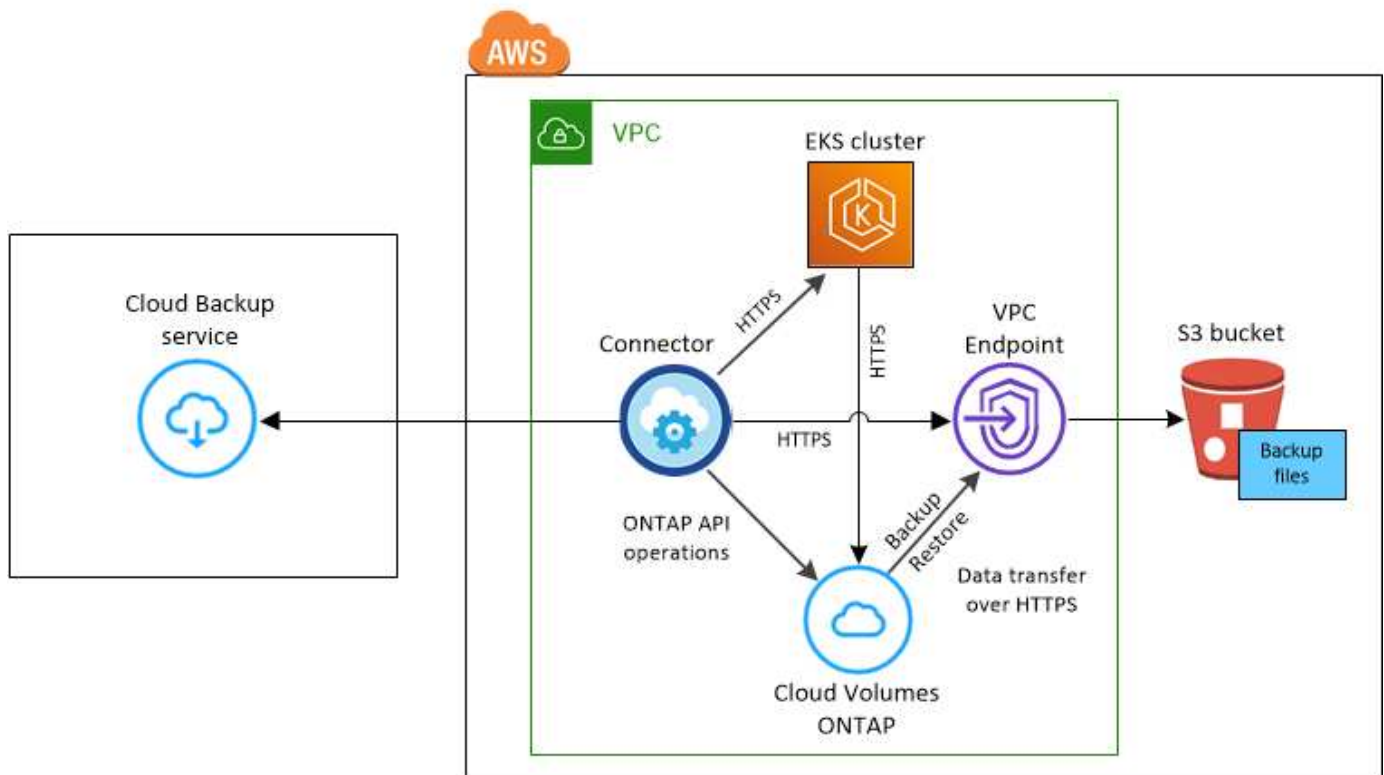 AWS
VPC
EKS cluster
K
Cloud Backup
service
HTTPS
VPC
Endpoint
Connector
HTTPS
S3 bucket
HTTPS
Backup
files
ONTAP API
operations
Backup
Restore
Data transfer
over HTTPS
Cloud Volumes
ONTAP